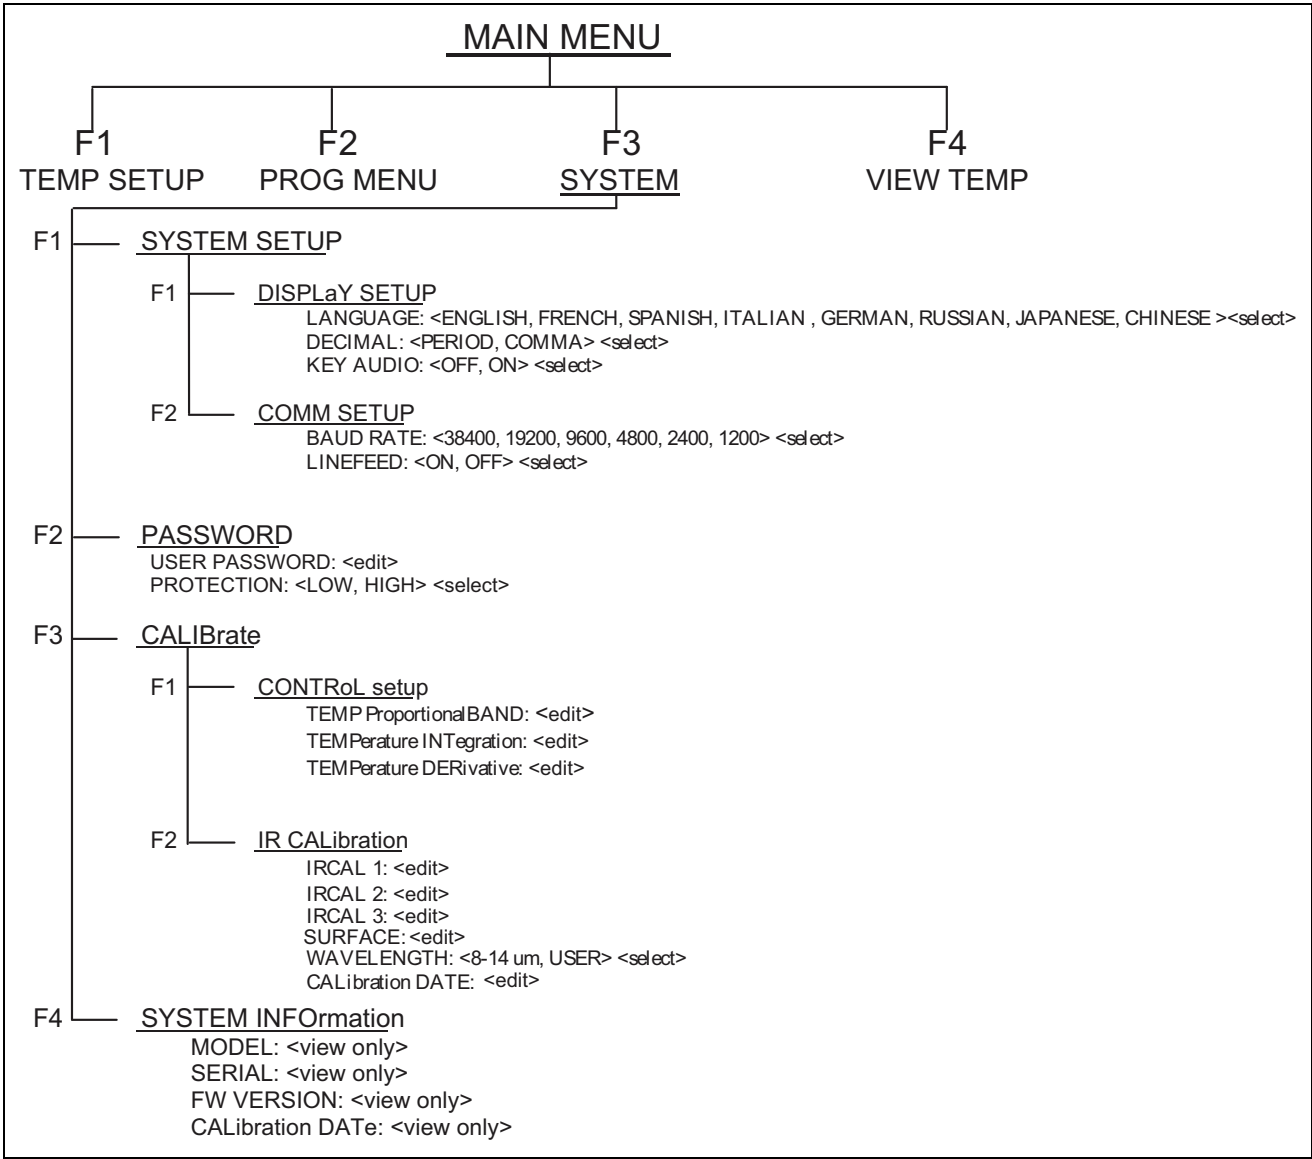 MAIN MENU
F1 F2 F3 F4
TEMP SETUP PROG MENU SYSTEM VIEW TEMP
F1 SYSTEM SETUP
F1 DISPLaY SETUP
LANGUAGE: <ENGLISH, FRENCH, SPANISH, ITALIAN , GERMAN, RUSSIAN, JAPANESE, CHINESE ><select>
DECIMAL: <PERIOD, COMMA> <select>
KEY AUDIO: <OFF, ON> <select>
F2 COMM SETUP
BAUD RATE: <38400, 19200, 9600, 4800, 2400, 1200> <select>
LINEFEED: <ON, OFF> <select>
F2 PASSWORD
USER PASSWORD: <edit>
PROTECTION: <LOW, HIGH> <select>
F3 CALIBrate
F1 CONTRoL setup
TEMP ProportionalBAND: <edit>
TEMPerature INTegration: <edit>
TEMPerature DERivative: <edit>
F2 IR CALibration
IRCAL 1: <edit>
IRCAL 2: <edit>
IRCAL 3: <edit>
SURFACE: <edit>
WAVELENGTH: <8-14 um, USER> <select>
CALibration DATE: <edit>
F4 SYSTEM INFOrmation
MODEL: <view only>
SERIAL: <view only>
FW VERSION: <view only>
CALibration DATe: <view only>